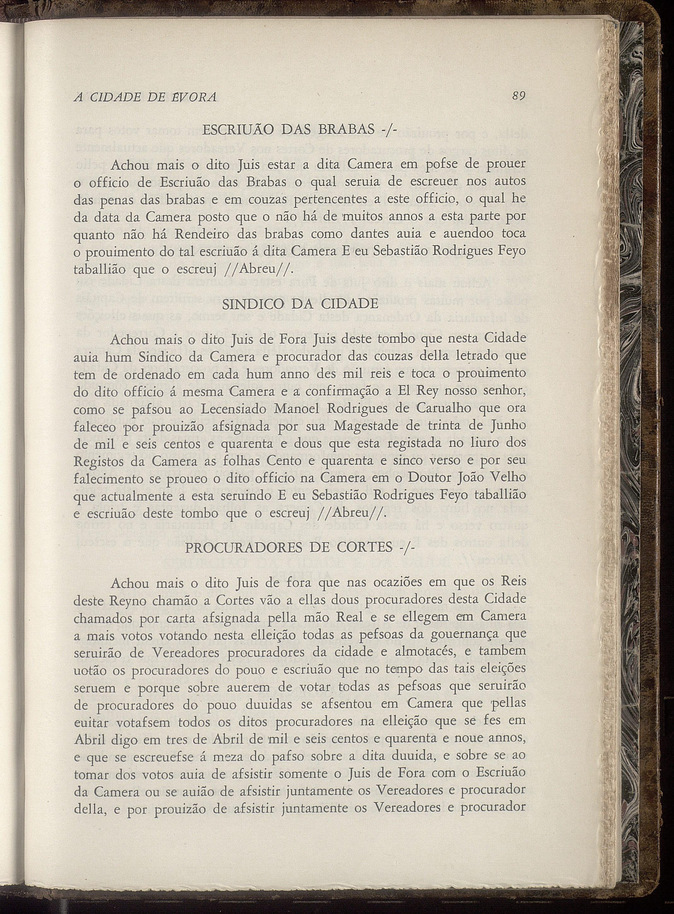 A CIDADE DE ÉVORA 89
ESCRIUÃO DAS BRABAS -/-
Achou mais o dito Juis estar a dita Camera em pofse de prouer
o officio de Escriuão das Brabas o qual seruia de escreuer nos autos
das penas das brabas e em couzas pertencentes a este officio, o qual he
da data da Camera posto que o não há de muitos annos a esta parte por
quanto não há Rendeiro das brabas como dantes auia e auendoo toca
o prouimento do tal escriuão á dita Camera E eu Sebastião Rodrigues Feyo
taballião que o escreuj //Abreu//.
SINDICO DA CIDADE
Achou mais o dito Juis de Fora Juis deste tombo que nesta Cidade
auia hum Sindico da Camera e procurador das couzas della letrado que
tem de ordenado em cada hum anno des mil reis e toca o prouimento
do dito officio á mesma Camera e a confirmação a El Rey nosso senhor,
como se pafsou ao Lecensiado Manoel Rodrigues de Carualho que ora
faleceo por prouizão afsignada por sua Magestade de trinta de Junho
de mil e seis centos e quarenta e dous que esta registada no liuro dos
Registos da Camera as folhas Cento e quarenta e sinco verso e por seu
falecimento se proueo o dito officio na Camera em o Doutor João Velho
que actualmente a esta seruindo E eu Sebastião Rodrigues Feyo taballião
e escriuão deste tombo que o escreuj //Abreu//.
PROCURADORES DE CORTES -/-
Achou mais o dito Juis de fora que nas ocaziões em que os Reis
deste Reyno chamão a Cortes vão a ellas dous procuradores desta Cidade
chamados por carta afsignada pella mão Real e se ellegem em Camera
a mais votos votando nesta elleição todas as pefsoas da gouernança que
seruirão de Vereadores procuradores da cidade e almotacés, e tambem
uotão os procuradores do pouo e escriuão que no tempo das tais eleições
seruem e porque sobre auerem de votar todas as pefsoas que seruirão
de procuradores do pouo duuidas se afsentou em Camera que pellas
euitar votafsem todos os ditos procuradores na elleição que se fes em
Abril digo em tres de Abril de mil e seis centos e quarenta e noue annos,
e que se escreuefse á meza do pafso sobre a dita duuida, e sobre se ao
tomar dos votos auia de afsistir somente o Juis de Fora com o Escriuão
da Camera ou se auião de afsistir juntamente os Vereadores e procurador
della, e por prouizão de afsistir juntamente os Vereadores e procurador